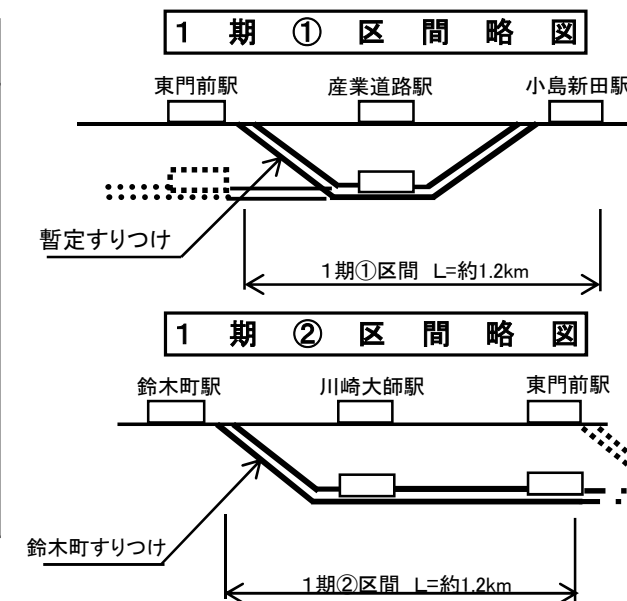 1期①区間略図
東門前駅 産業道路駅 小島新田駅
暫定すりつけ
1期①区間 L=約1.2km
1期②区間略図
鈴木町駅 川崎大師駅 東門前駅
鈴木町すりつけ
1期②区間 L=約1.2km